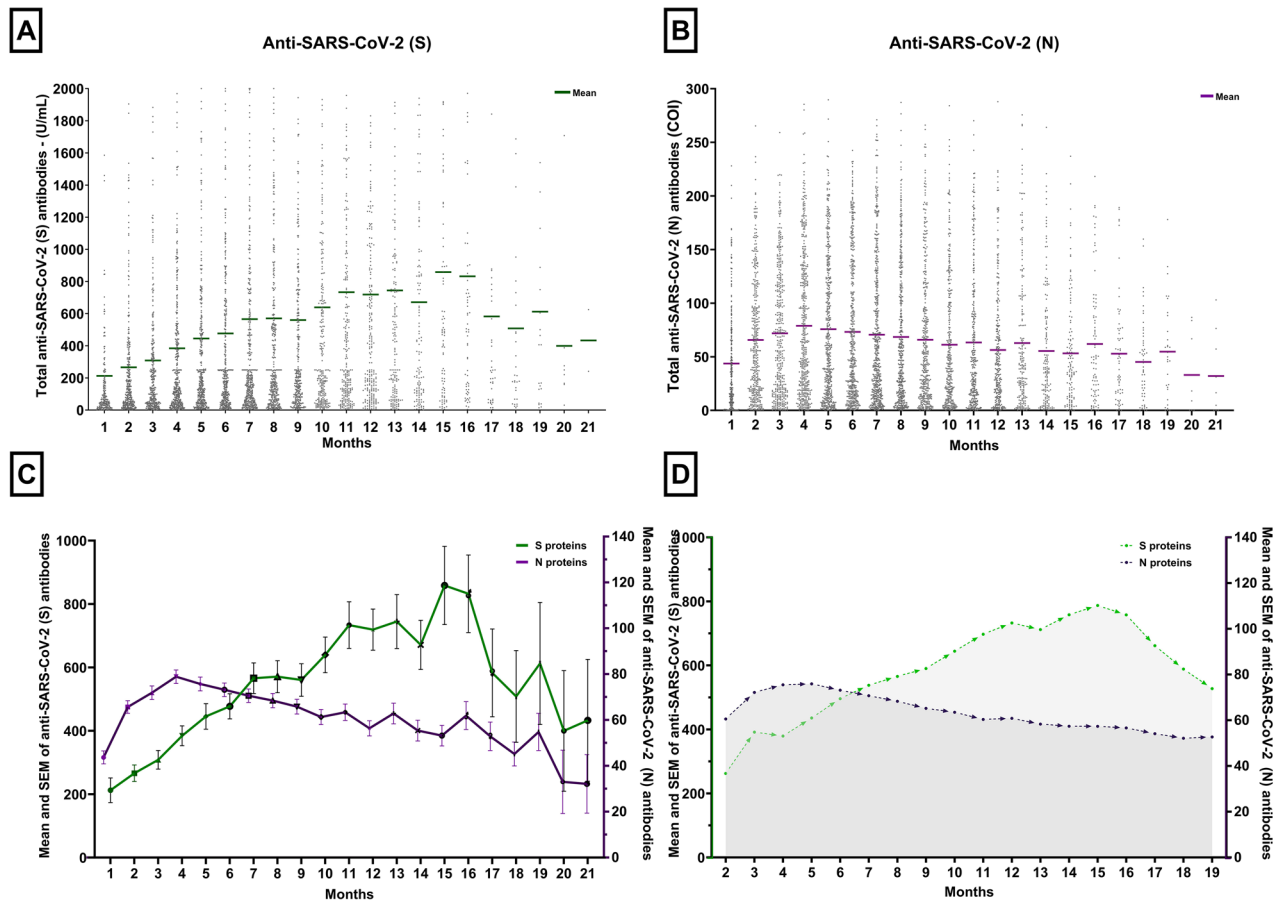 A
Anti-SARS-CoV-2 (S)
Total anti-SARS-CoV-2 (S) antibodies - (U/mL)
2000
1800
1600
1400
1200
1000
800
600
400
200
0
Mean
1 2 3 4 5 6 7 8 9 10 11 12 13 14 15 16 17 18 19 20 21
Months
B
Anti-SARS-CoV-2 (N)
Total anti-SARS-CoV-2 (N) antibodies (COI)
300
250
200
150
100
50
0
Mean
1 2 3 4 5 6 7 8 9 10 11 12 13 14 15 16 17 18 19 20 21
Months
C
Mean and SEM of anti-SARS-CoV-2 (S) antibodies
1000
800
600
400
200
0
S proteins
N proteins
140
120
100
80
60
40
20
0
Mean and SEM of anti-SARS-CoV-2 (N) antibodies
1 2 3 4 5 6 7 8 9 10 11 12 13 14 15 16 17 18 19 20 21
Months
D
Mean and SEM of anti-SARS-CoV-2 (S) antibodies
1000
800
600
400
200
0
S proteins
N proteins
140
120
100
80
60
40
20
0
Mean and SEM of anti-SARS-CoV-2 (N) antibodies
2 3 4 5 6 7 8 9 10 11 12 13 14 15 16 17 18 19
Months